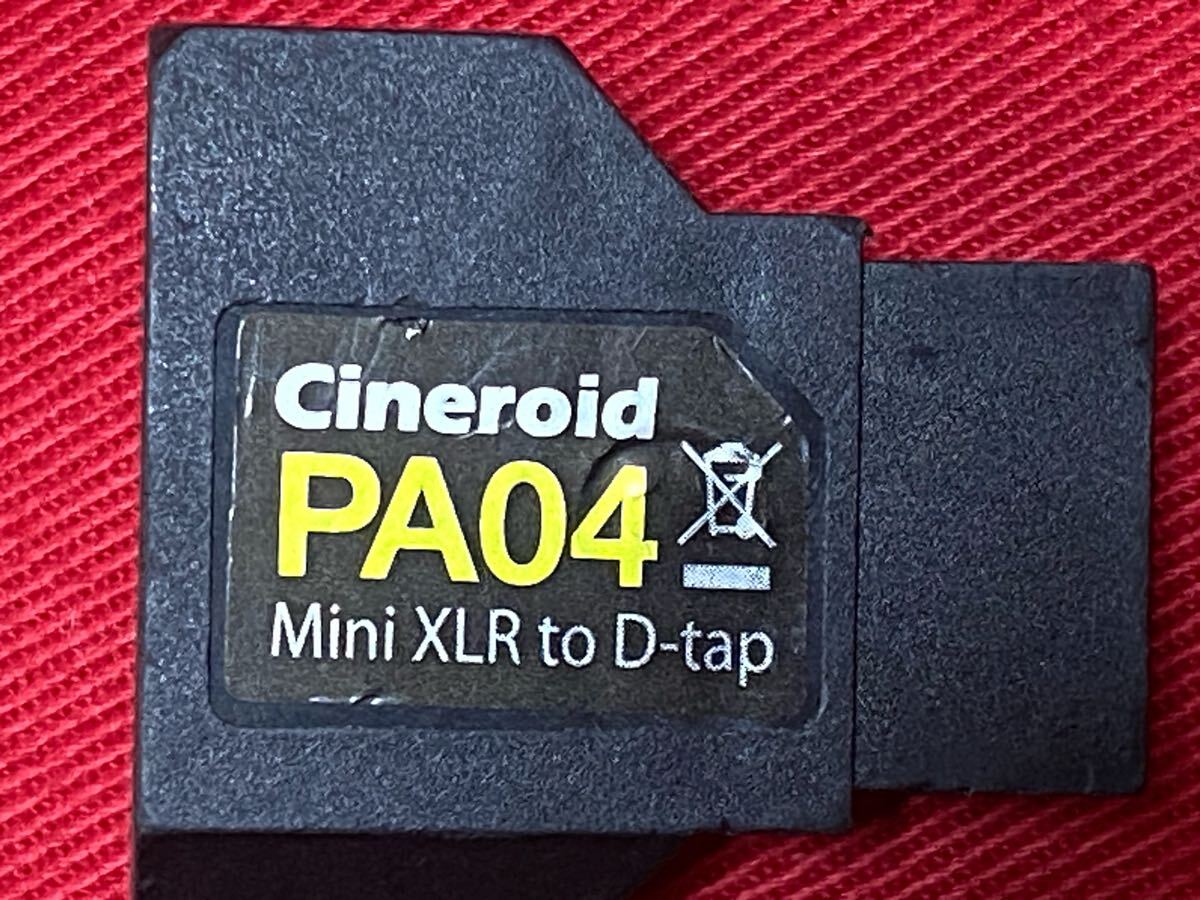 Cineroid
PA04
Mini XLR to D-tap